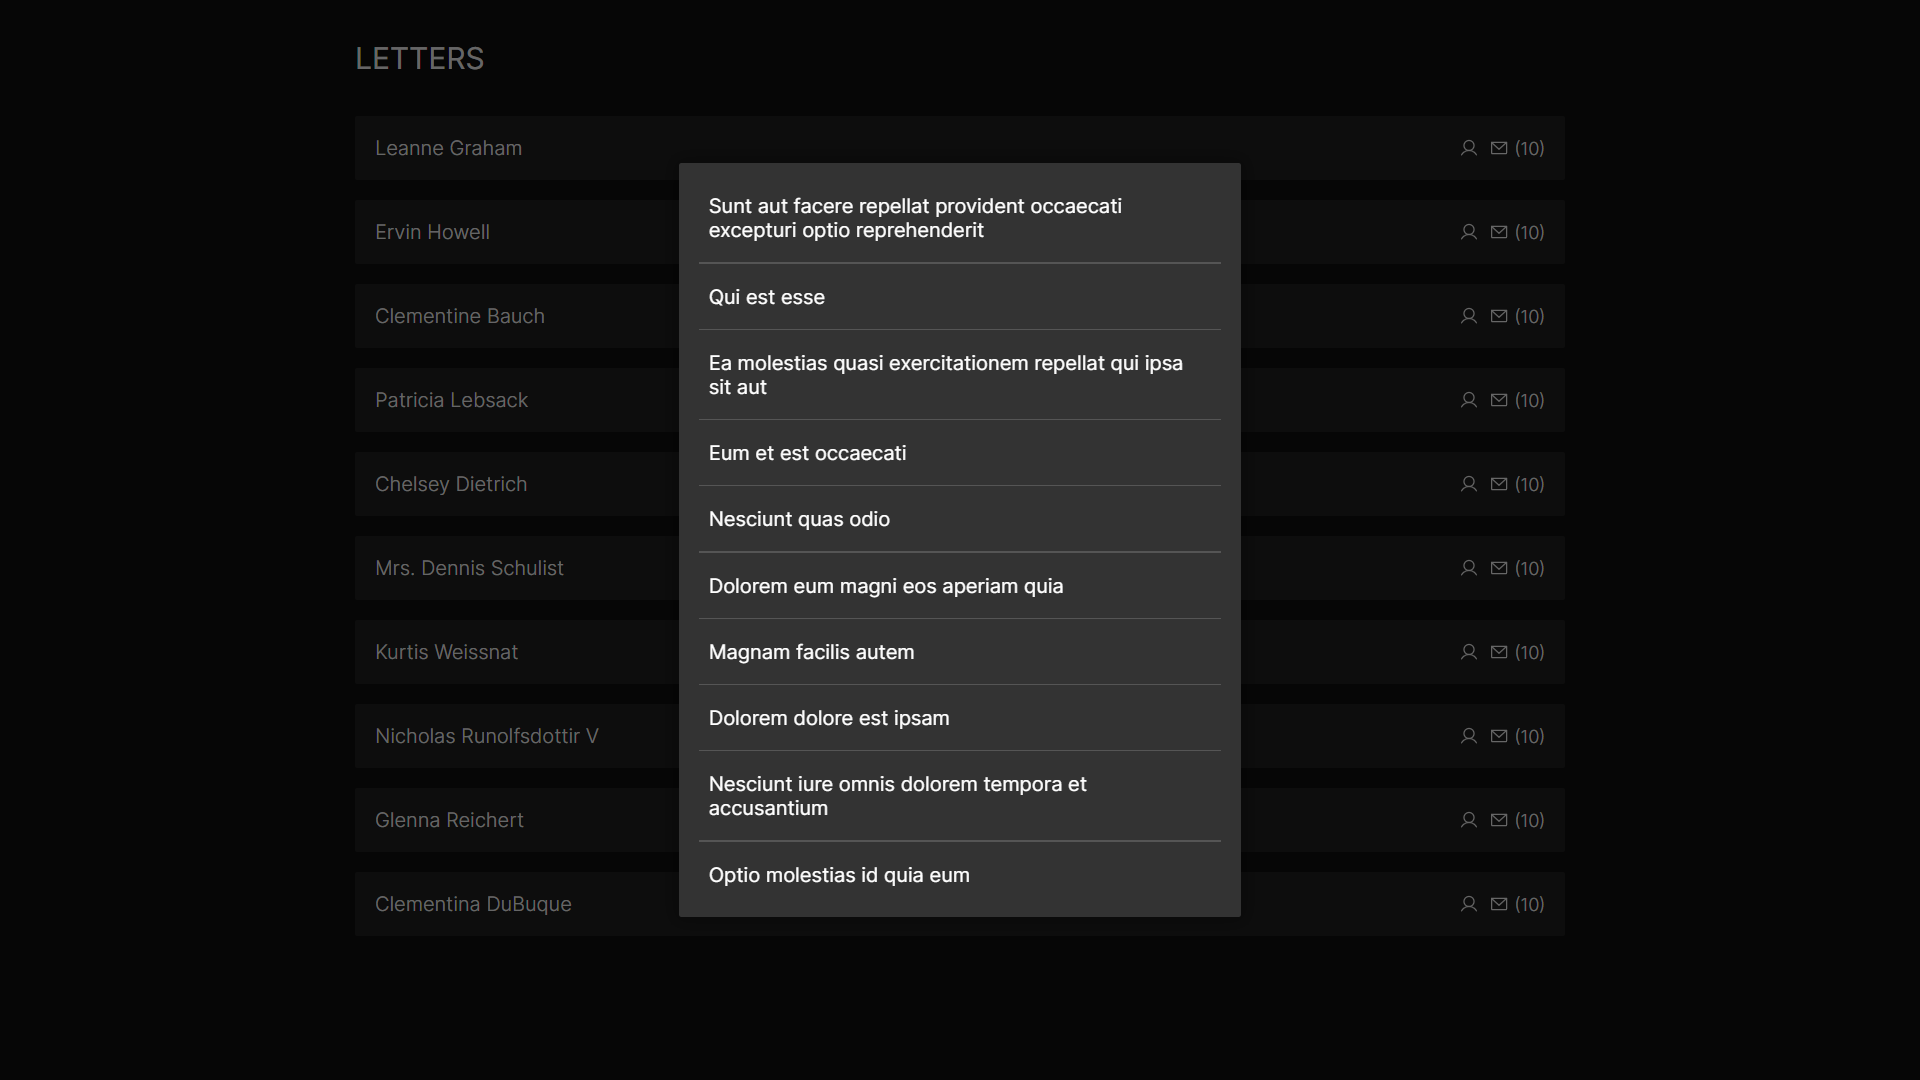 LETTERS
Leanne Graham
(10)
Ervin Howell
(10)
Clementine Bauch
(10)
Patricia Lebsack
(10)
Chelsey Dietrich
(10)
Mrs. Dennis Schulist
(10)
Kurtis Weissnat
(10)
Nicholas Runolfsdottir V
(10)
Glenna Reichert
(10)
Clementina DuBuque
(10)
Sunt aut facere repellat provident occaecati
excepturi optio reprehenderit
Qui est esse
Ea molestias quasi exercitationem repellat qui ipsa
sit aut
Eum et est occaecati
Nesciunt quas odio
Dolorem eum magni eos aperiam quia
Magnam facilis autem
Dolorem dolore est ipsam
Nesciunt iure omnis dolorem tempora et
accusantium
Optio molestias id quia eum